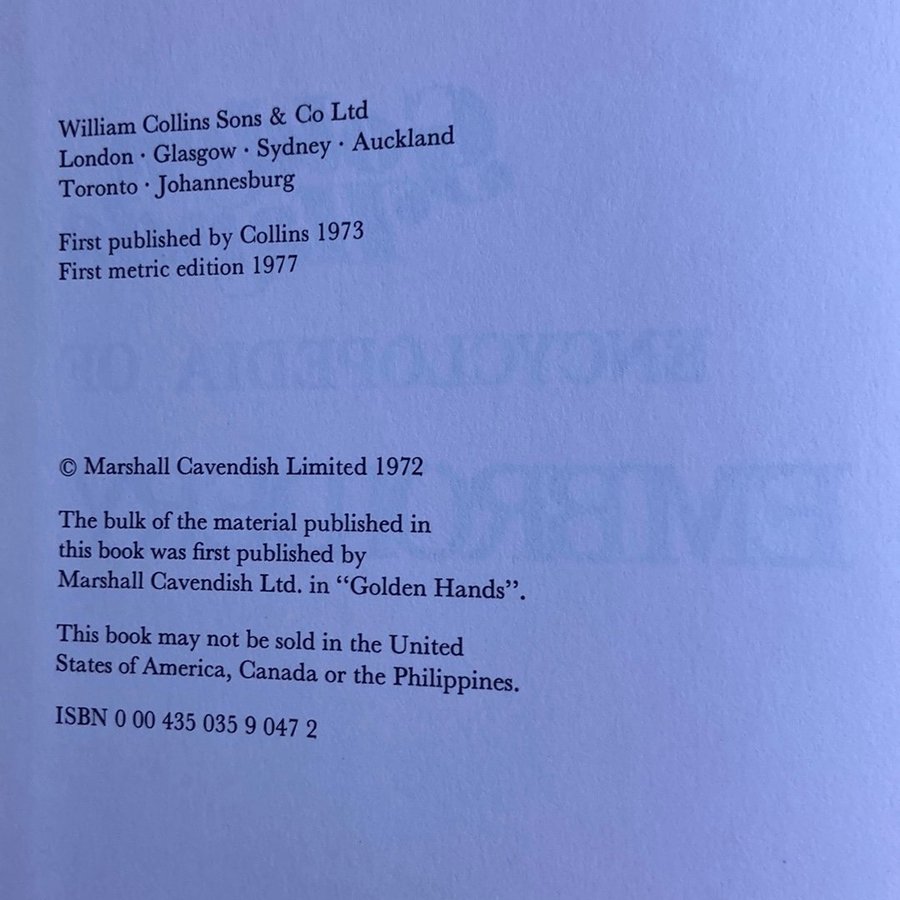 William Collins Sons & Co Ltd
London · Glasgow · Sydney · Auckland
Toronto · Johannesburg
First published by Collins 1973
First metric edition 1977
ENCYCLOPEDIA OF
© Marshall Cavendish Limited 1972
The bulk of the material published in
this book was first published by
Marshall Cavendish Ltd. in “Golden Hands”.
This book may not be sold in the United
States of America, Canada or the Philippines.
ISBN 0 00 435 035 9 047 2